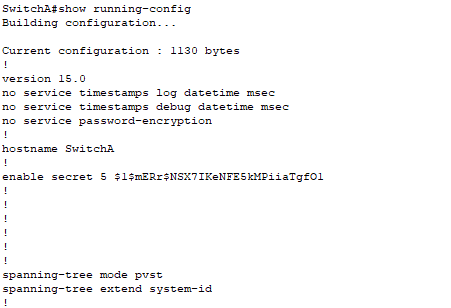 SwitchA#show running-config
Building configuration...

Current configuration : 1130 bytes
!
version 15.0
no service timestamps log datetime msec
no service timestamps debug datetime msec
no service password-encryption
!
hostname SwitchA
!
enable secret 5 $1$mERr$NSX7IKeNFE5kMPiiaTgfO1
!
!
!
!
!
!
spanning-tree mode pvst
spanning-tree extend system-id
!